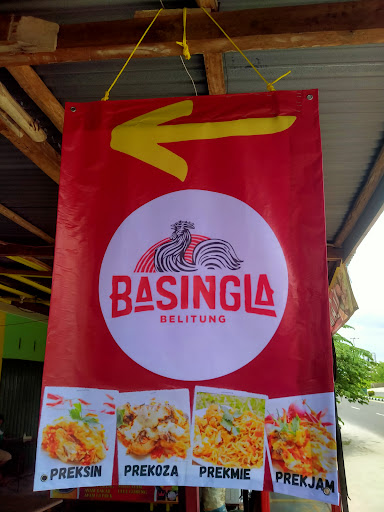 BASINGLA
BELITUNG
PREKSIN
PREKOZA
PREKMIE
PREKJAM